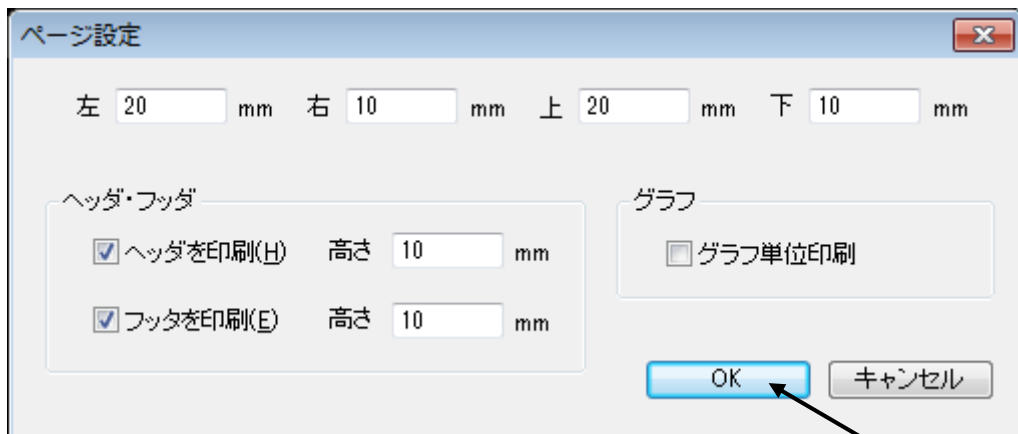 ページ設定
左 20 mm 右 10 mm 上 20 mm 下 10 mm
ヘッダ・フッダ
ヘッダを印刷(H) 高さ 10 mm
フッタを印刷(E) 高さ 10 mm
グラフ
グラフ単位印刷
OK キャンセル